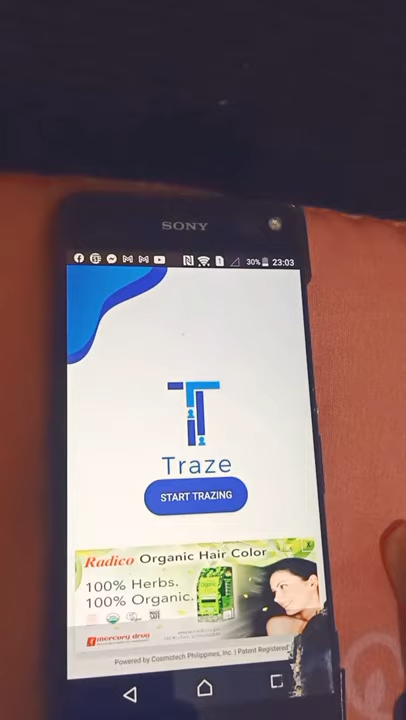 SONY
30% 23:03
Traze
START TRAZING
Radico Organic Hair Color
100% Herbs.
100% Organic.
mercury drug
Powered by Cosmotech Philippines, Inc. | Patent Registered